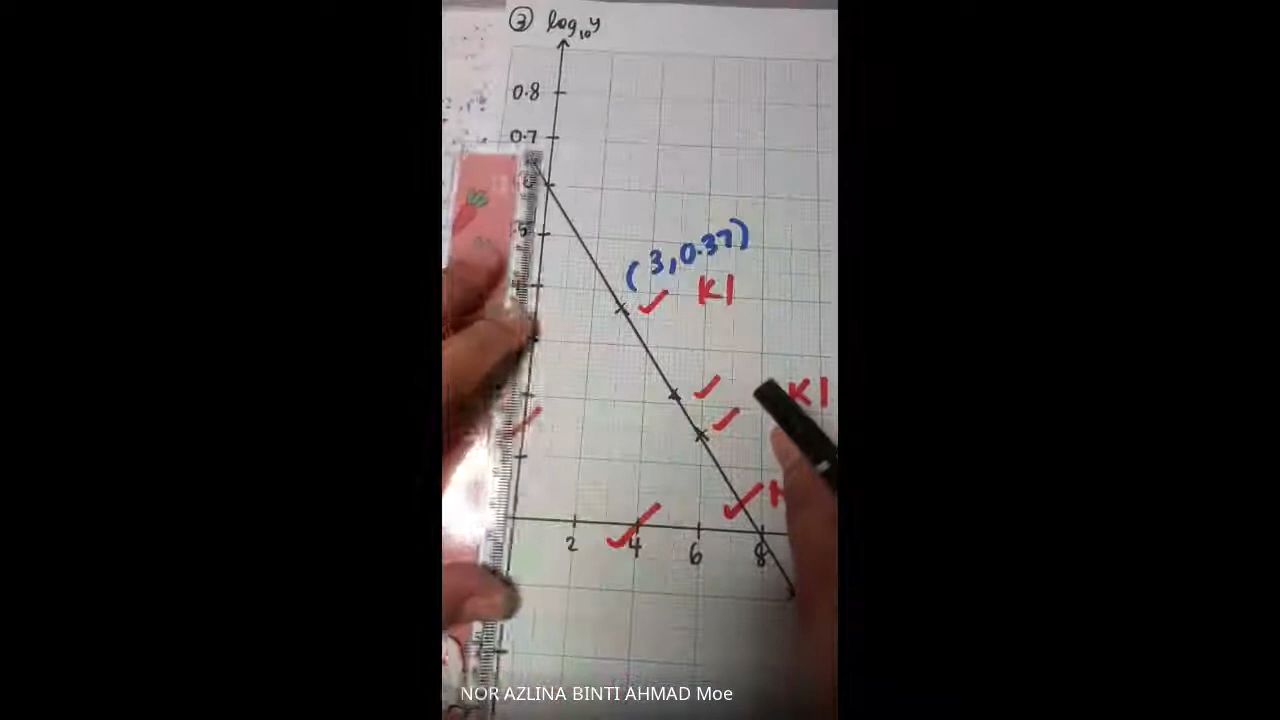 ③ log₁₀y
0.8
0.7
(3, 0.37)
K1
K1
2 4 6 8
NOR AZLINA BINTI AHMAD Moe